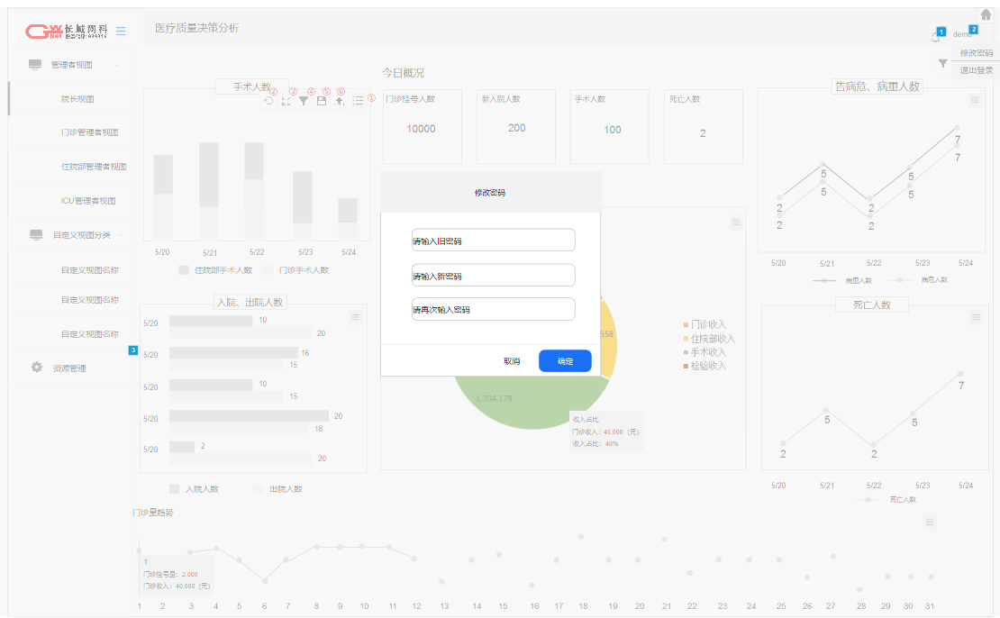 长城网科
股票代码:839316
医疗质量决策分析
1
demo
2
修改密码
退出登录
管理者视图
院长视图
门诊管理者视图
住院部管理者视图
ICU管理者视图
自定义视图分类
自定义视图名称
自定义视图名称
自定义视图名称
3
资源管理
手术人数
② ③ ④ ⑤ ⑥ ①
5/20 5/21 5/22 5/23 5/24
住院部手术人数 门诊手术人数
今日概况
门诊挂号人数
10000
新入院人数
200
手术人数
100
死亡人数
2
告病危、病重人数
2 5 2 5 7
2 5 2 5 7
5/20 5/21 5/22 5/23 5/24
病重人数 病危人数
修改密码
请输入旧密码
请输入新密码
请再次输入密码
取消 确定
入院、出院人数
5/20 10
20
5/20 16
15
5/20 10
15
5/20 20
18
5/20 2
20
入院人数 出院人数
558
1,204,178
门诊收入
住院部收入
手术收入
检验收入
收入占比
门诊收入：40,000（元）
收入占比：48%
死亡人数
2 5 2 5 7
5/20 5/21 5/22 5/23 5/24
死亡人数
门诊量趋势
1
门诊挂号量：2,000
门诊收入：40,000（元）
1 2 3 4 5 6 7 8 9 10 11 12 13 14 15 16 17 18 19 20 21 22 23 24 25 26 27 28 29 30 31